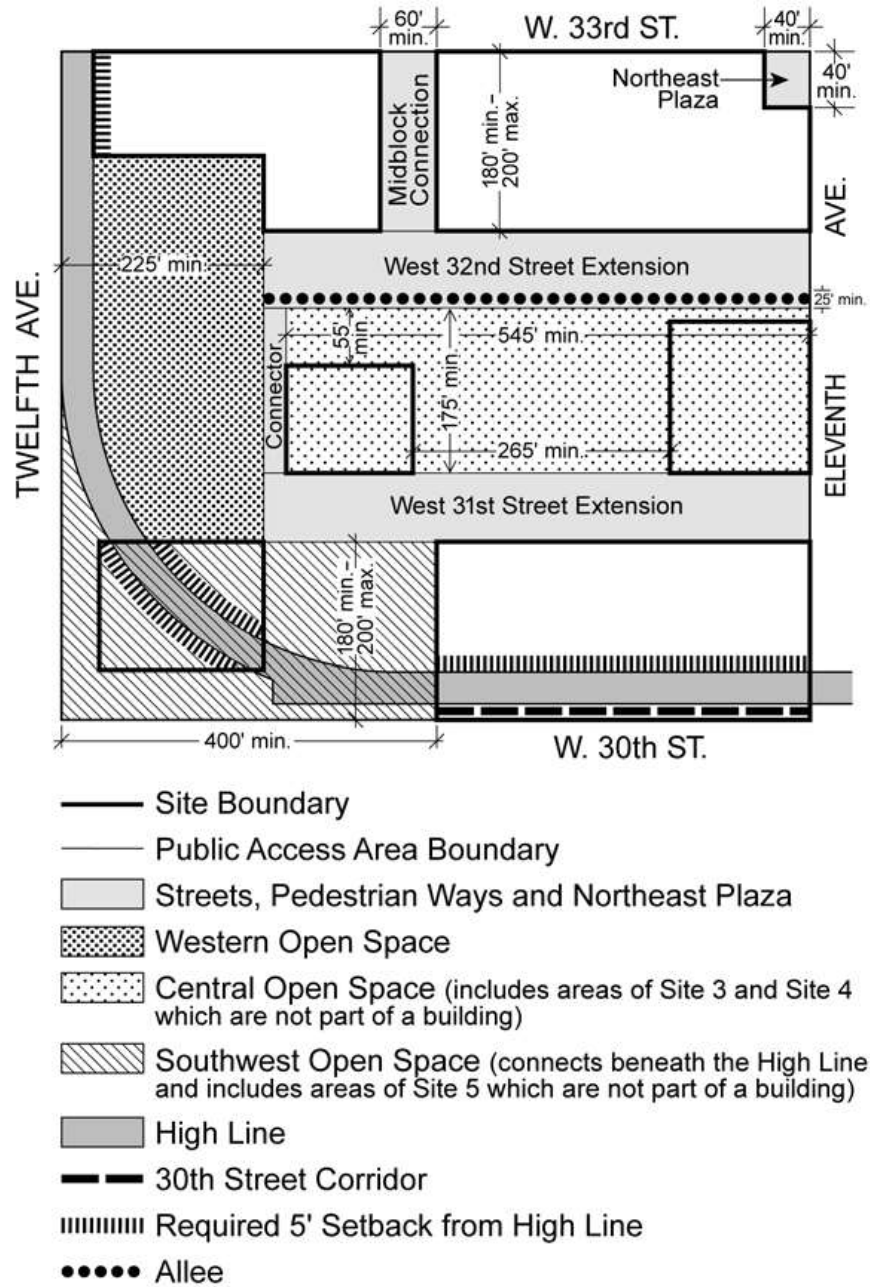 60'
min.
W. 33rd ST.
40'
min.
Northeast
Plaza
40'
min.
Midblock
Connection
180' min.-
200' max.
AVE.
225' min.
West 32nd Street Extension
25' min.
TWELFTH AVE.
55'
min
545' min.
Connector
175' min.
265' min.
ELEVENTH
West 31st Street Extension
180' min.-
200' max.
400' min.
W. 30th ST.
Site Boundary
Public Access Area Boundary
Streets, Pedestrian Ways and Northeast Plaza
Western Open Space
Central Open Space (includes areas of Site 3 and Site 4
which are not part of a building)
Southwest Open Space (connects beneath the High Line
and includes areas of Site 5 which are not part of a building)
High Line
30th Street Corridor
Required 5' Setback from High Line
Allee